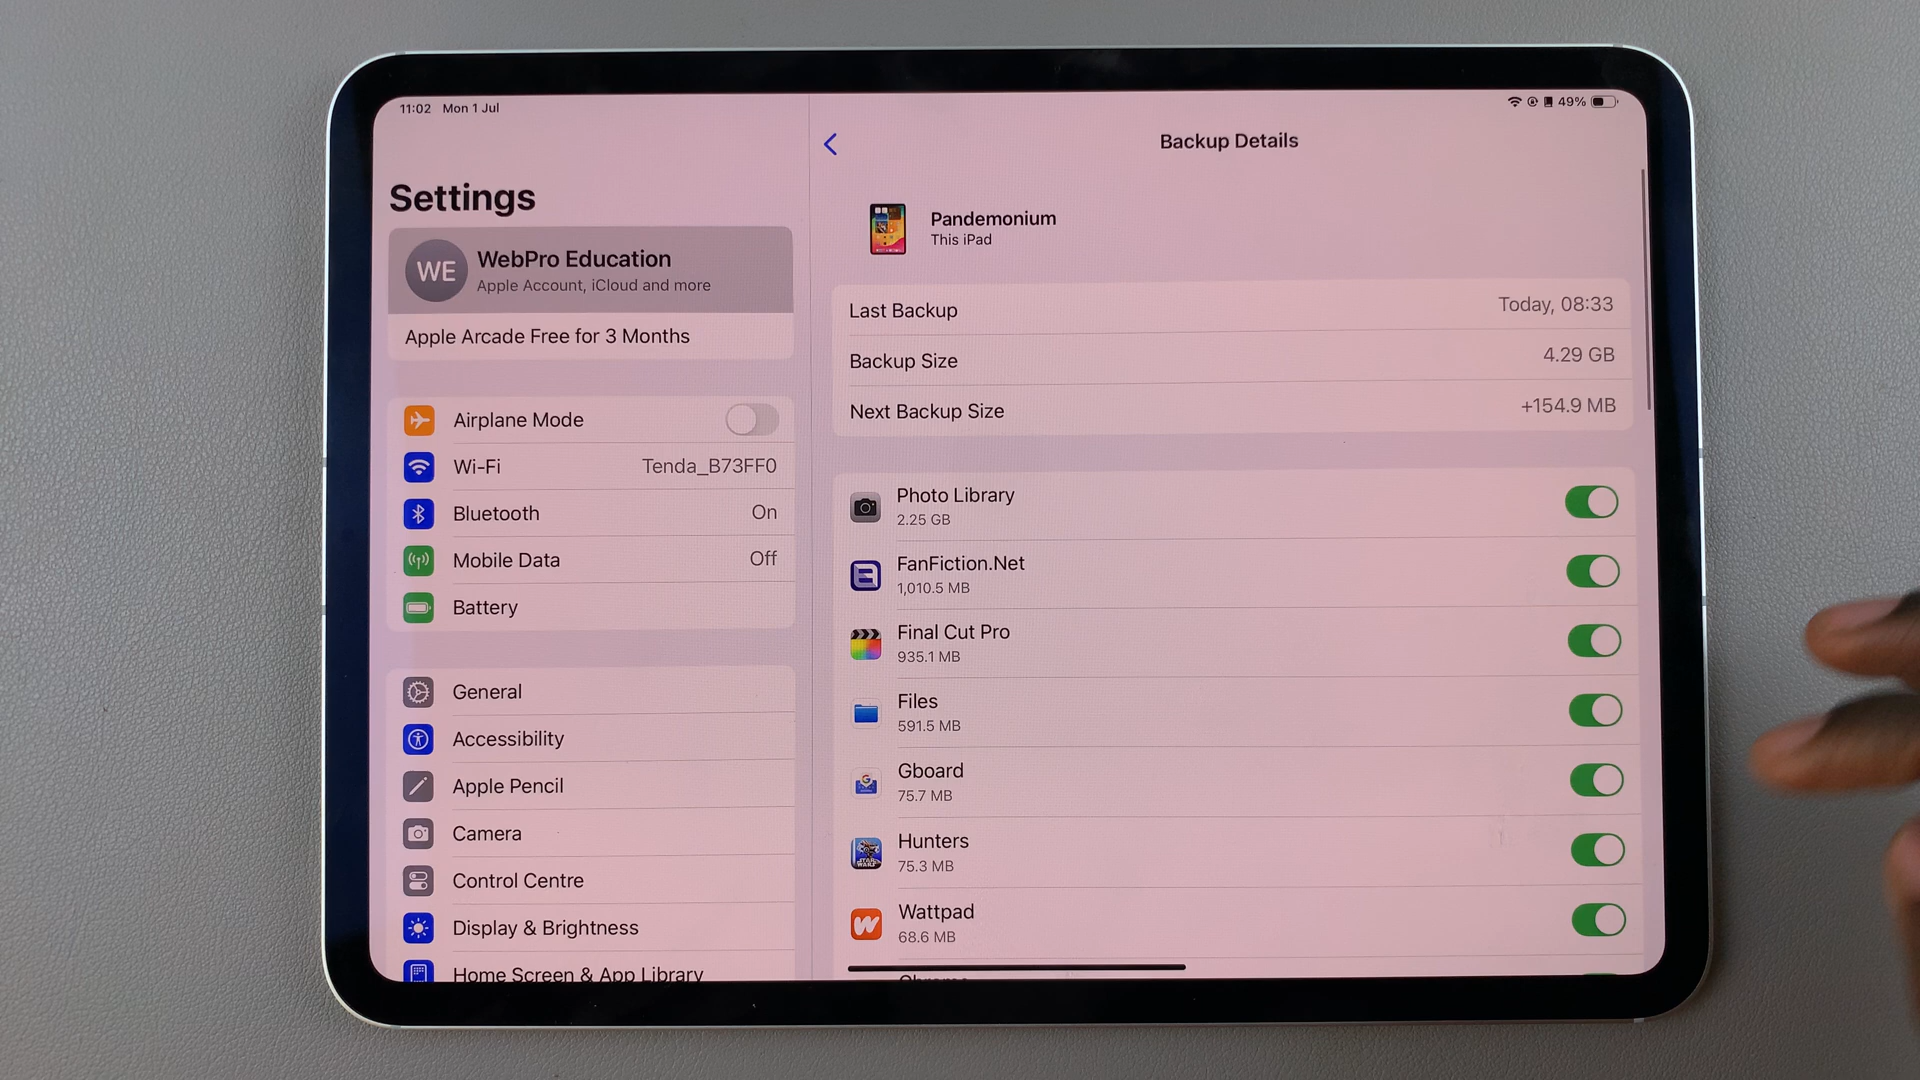 11:02 Mon 1 Jul
49%
Settings
WE
WebPro Education
Apple Account, iCloud and more
Apple Arcade Free for 3 Months
Airplane Mode
Wi-Fi Tenda_B73FF0
Bluetooth On
Mobile Data Off
Battery
General
Accessibility
Apple Pencil
Camera
Control Centre
Display & Brightness
Home Screen & App Library
Backup Details
Pandemonium
This iPad
Last Backup Today, 08:33
Backup Size 4.29 GB
Next Backup Size +154.9 MB
Photo Library
2.25 GB
FanFiction.Net
1,010.5 MB
Final Cut Pro
935.1 MB
Files
591.5 MB
Gboard
75.7 MB
Hunters
75.3 MB
Wattpad
68.6 MB